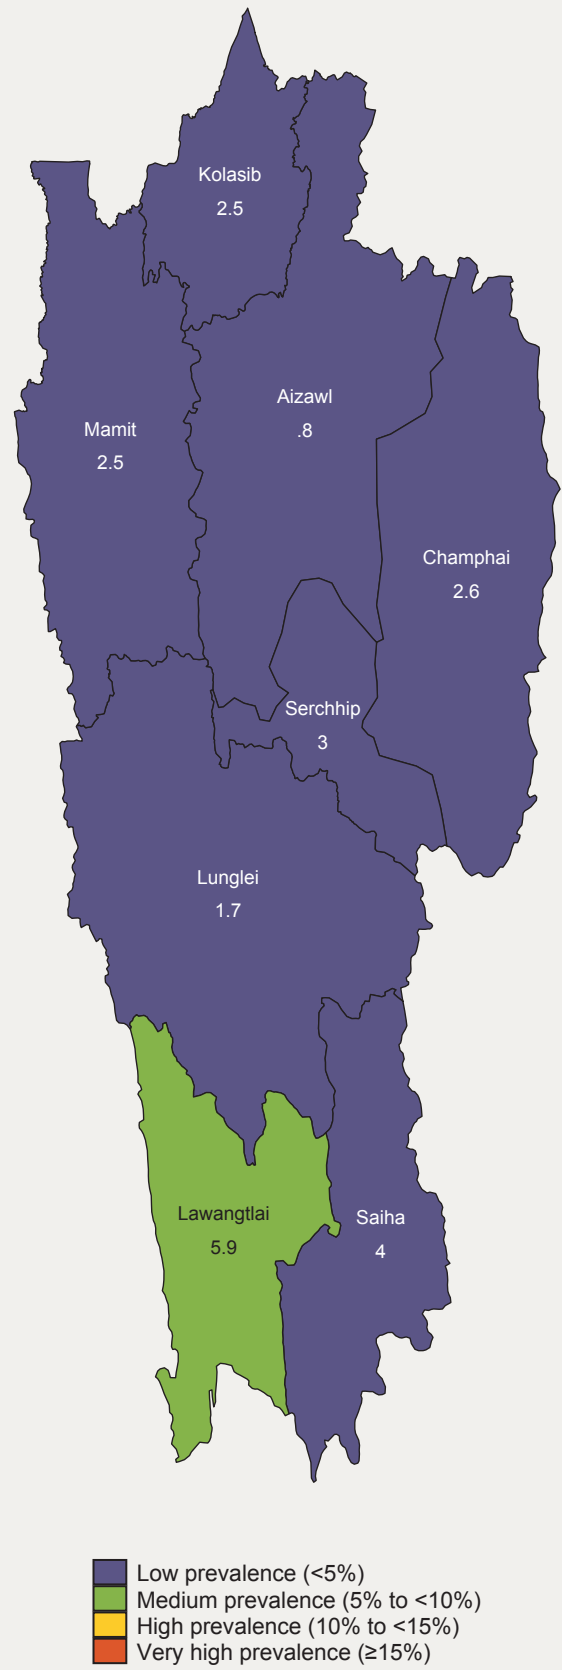 Kolasib
2.5
Aizawl
.8
Mamit
2.5
Champhai
2.6
Serchhip
3
Lunglei
1.7
Lawangtlai
5.9
Saiha
4
Low prevalence (<5%)
Medium prevalence (5% to <10%)
High prevalence (10% to <15%)
Very high prevalence (≥15%)